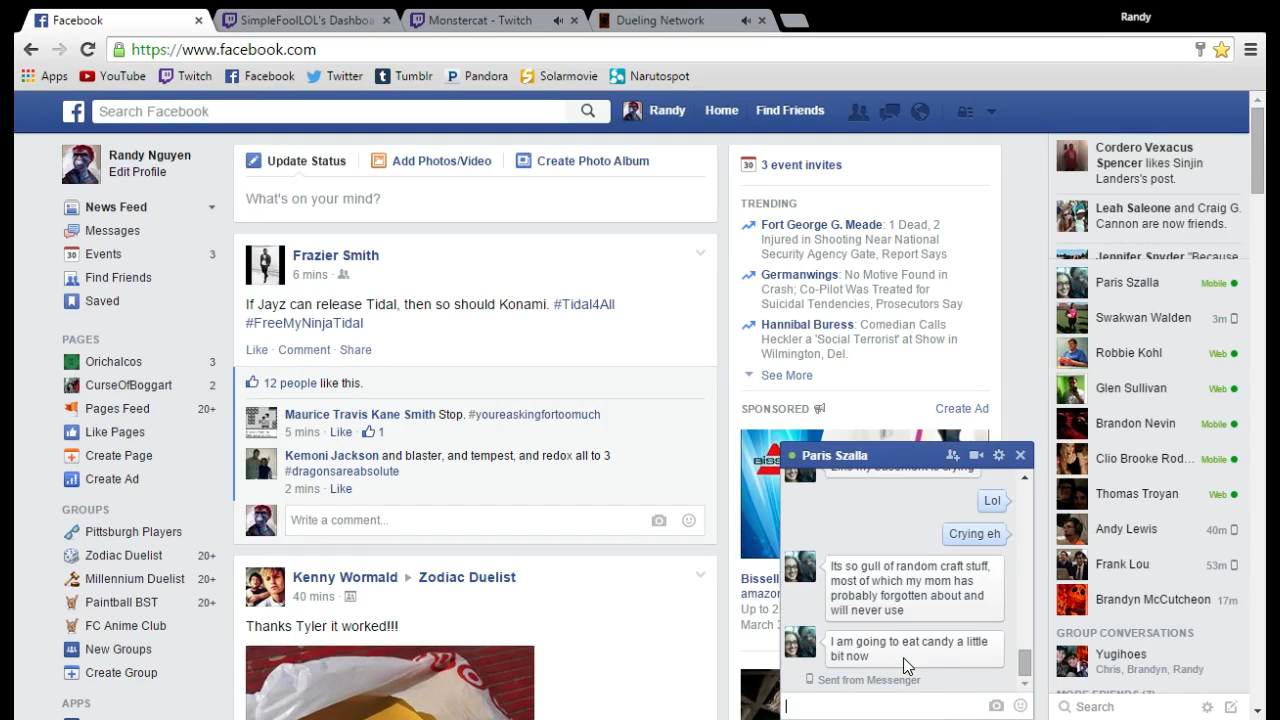 Randy
Facebook
SimpleFoolLOL's Dashboa
Monstercat - Twitch
Dueling Network
https://www.facebook.com
Apps YouTube Twitch Facebook Twitter Tumblr Pandora Solarmovie Narutospot
Search Facebook
Randy Home Find Friends
Randy Nguyen
Edit Profile
News Feed
Messages
Events 3
Find Friends
Saved
PAGES
Orichalcos 3
CurseOfBoggart 2
Pages Feed 20+
Like Pages
Create Page
Create Ad
GROUPS
Pittsburgh Players
Zodiac Duelist 20+
Millennium Duelist 20+
Paintball BST 20+
FC Anime Club
New Groups
Create Group
APPS
Update Status Add Photos/Video Create Photo Album
What's on your mind?
Frazier Smith
6 mins
If Jayz can release Tidal, then so should Konami. #Tidal4All
#FreeMyNinjaTidal
Like · Comment · Share
12 people like this.
Maurice Travis Kane Smith Stop. #youreaskingfortoomuch
5 mins · Like · 1
Kemoni Jackson and blaster, and tempest, and redox all to 3
#dragonsareabsolute
2 mins · Like
Write a comment...
Kenny Wormald ▸ Zodiac Duelist
40 mins
Thanks Tyler it worked!!!
30 3 event invites
TRENDING
Fort George G. Meade: 1 Dead, 2
Injured in Shooting Near National
Security Agency Gate, Report Says
Germanwings: No Motive Found in
Crash; Co-Pilot Was Treated for
Suicidal Tendencies, Prosecutors Say
Hannibal Buress: Comedian Calls
Heckler a 'Social Terrorist' at Show in
Wilmington, Del.
See More
SPONSORED Create Ad
Bissell
amazor
Up to 2
March 3
Paris Szalla
Like my basement is crying
Lol
Crying eh
Its so gull of random craft stuff,
most of which my mom has
probably forgotten about and
will never use
I am going to eat candy a little
bit now
Sent from Messenger
Cordero Vexacus
Spencer likes Sinjin
Landers's post.
Leah Saleone and Craig G.
Cannon are now friends.
Jennifer Snyder "Because
Paris Szalla Mobile
Swakwan Walden 3m
Robbie Kohl Web
Glen Sullivan Web
Brandon Nevin Mobile
Clio Brooke Rod... Mobile
Thomas Troyan Web
Andy Lewis 40m
Frank Lou 53m
Brandyn McCutcheon 17m
GROUP CONVERSATIONS
Yugihoes
Chris, Brandyn, Randy
MORE FRIENDS (7)
Search